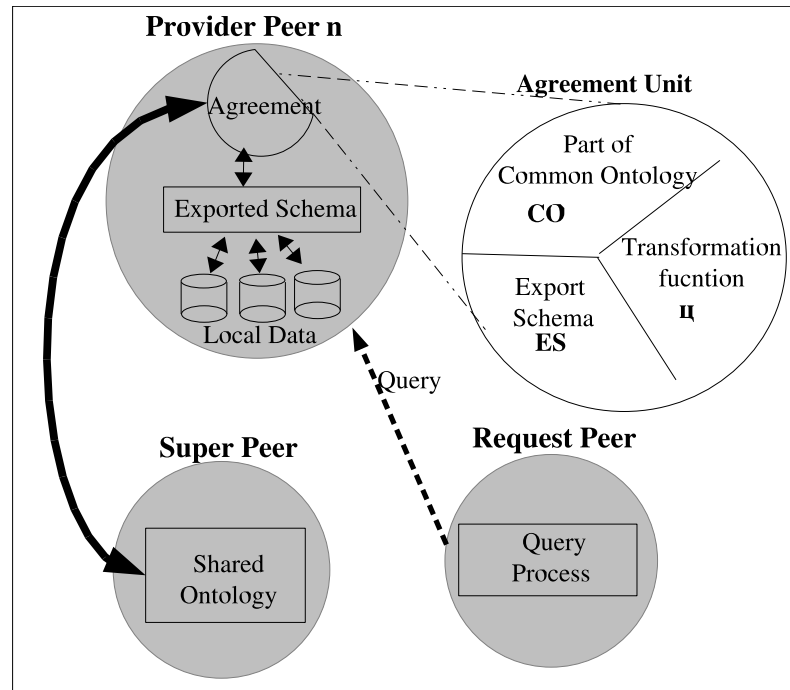 Provider Peer n
Agreement
Exported Schema
Local Data
Agreement Unit
Part of
Common Ontology
CO
Transformation
fucntion
ц
Export
Schema
ES
Query
Super Peer
Shared
Ontology
Request Peer
Query
Process